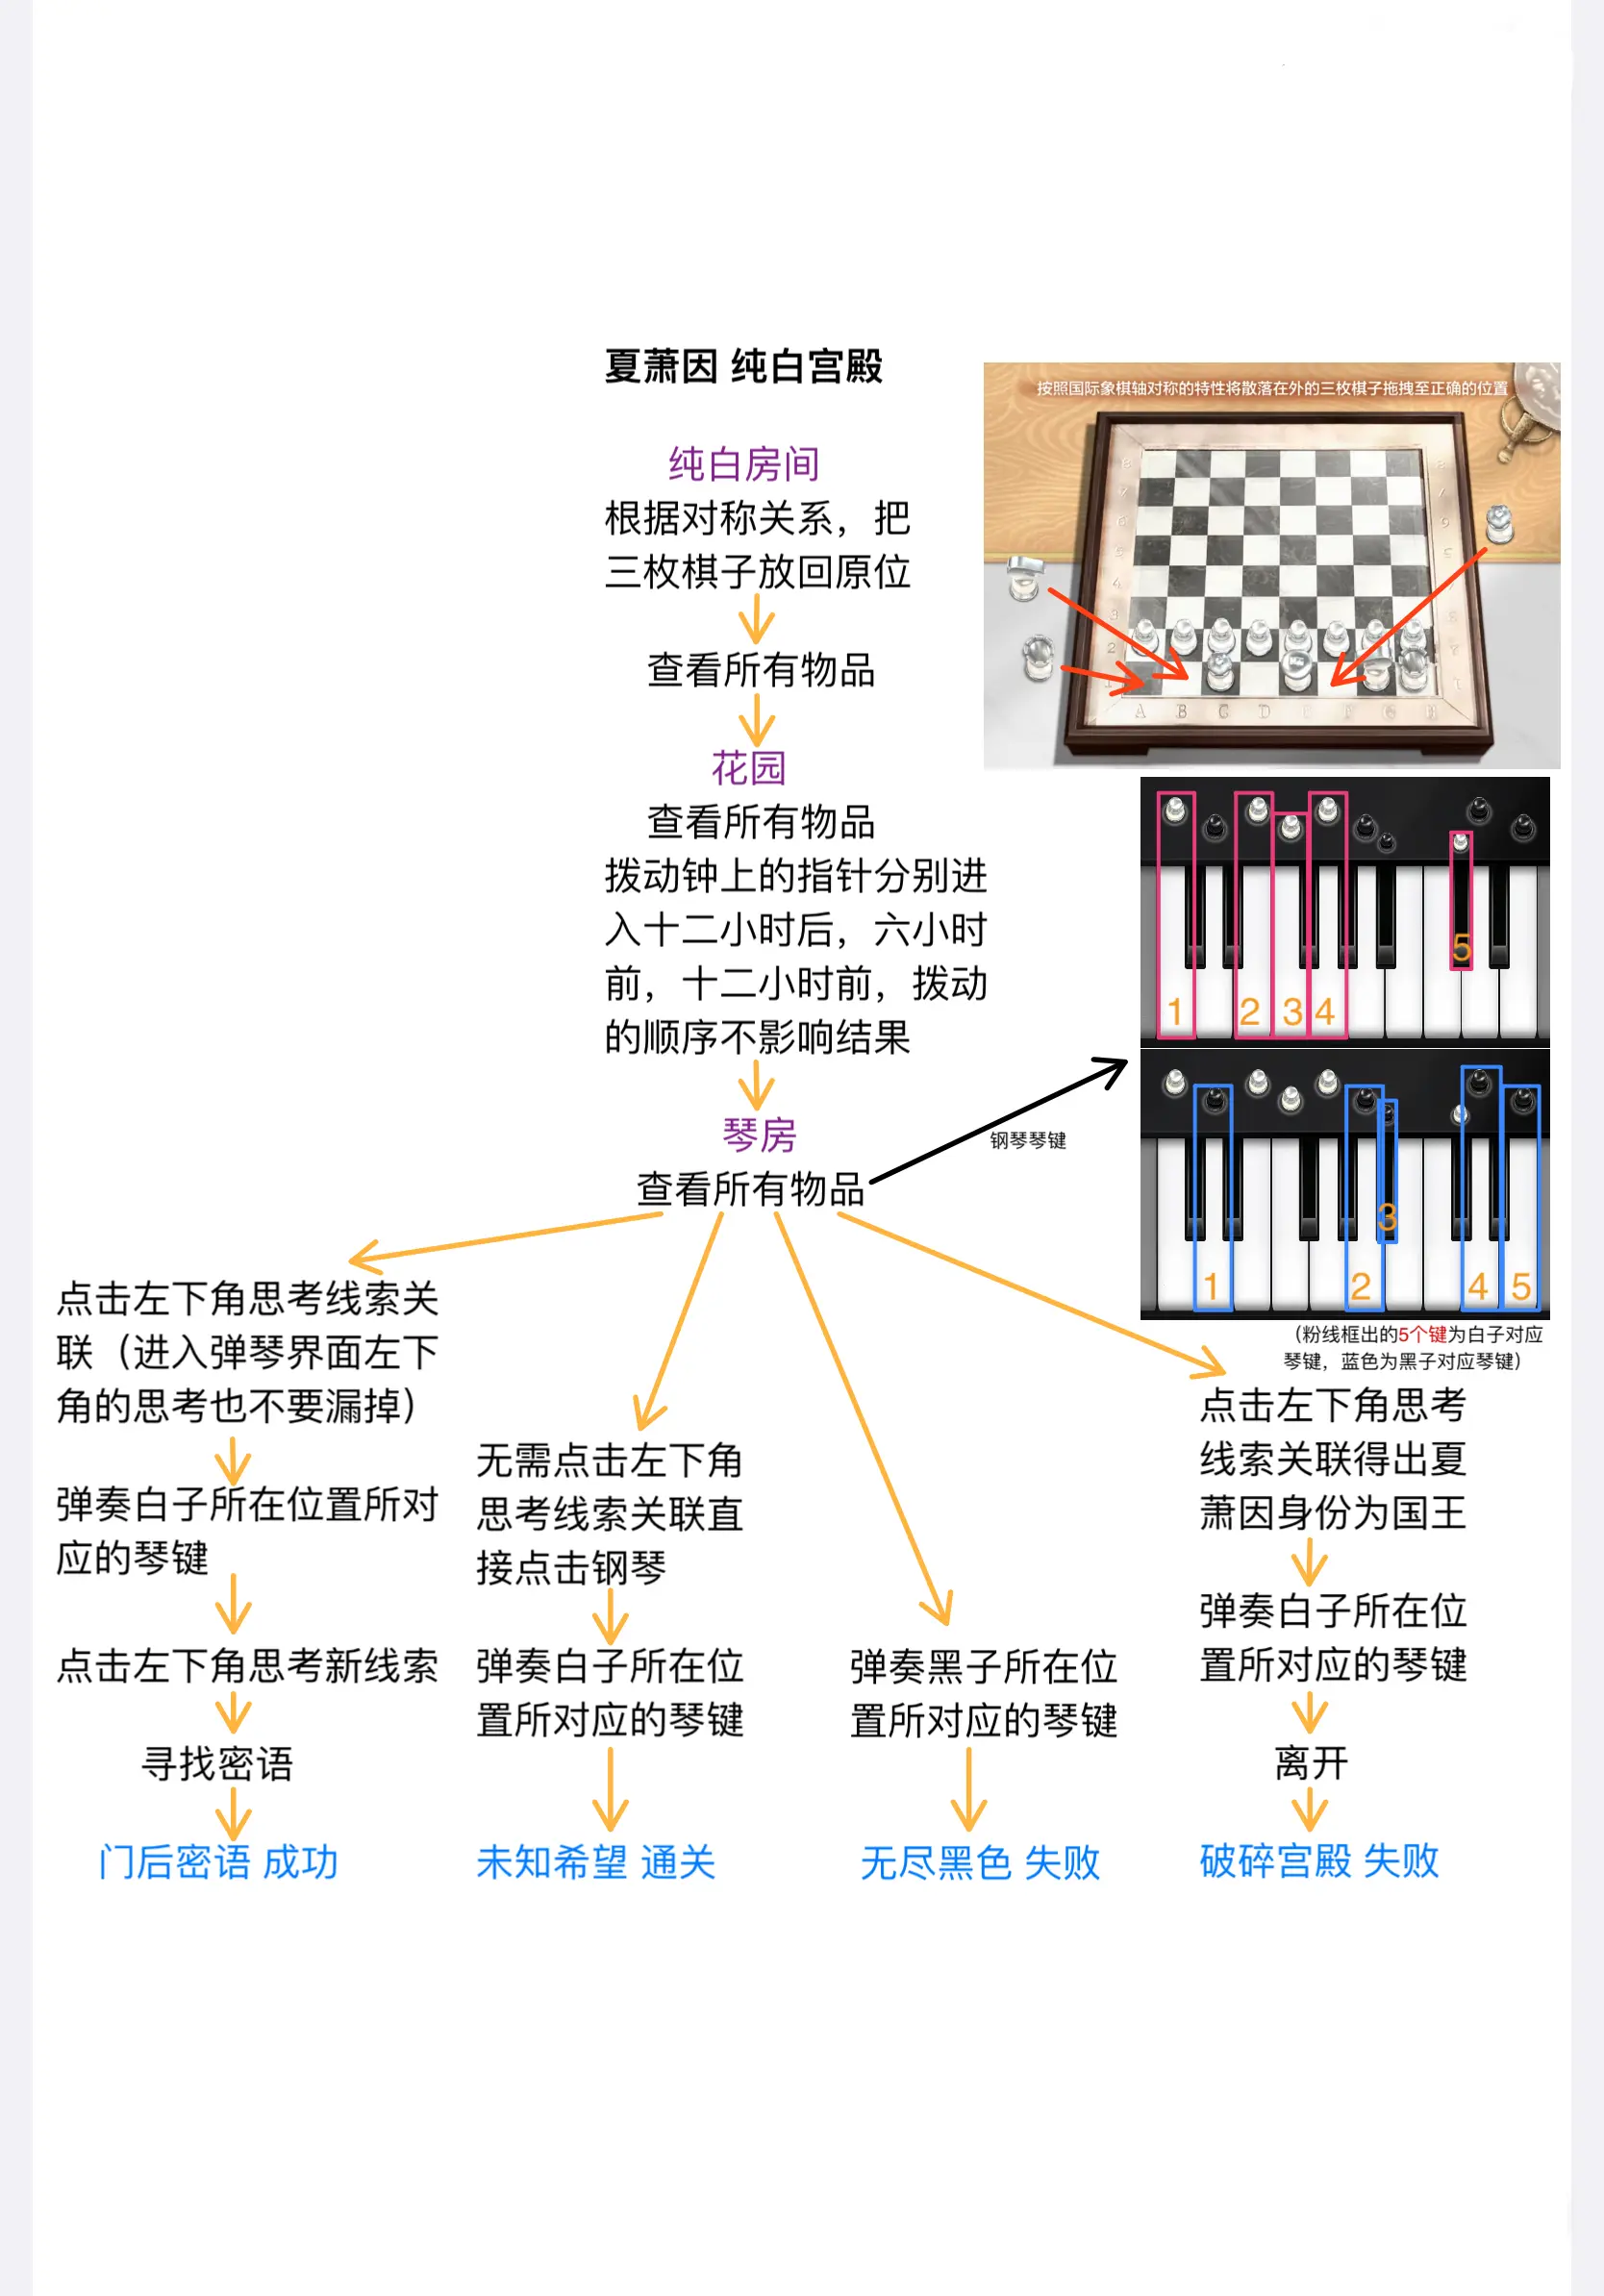 夏萧因 纯白宫殿
纯白房间
根据对称关系，把
三枚棋子放回原位
查看所有物品
花园
查看所有物品
拨动钟上的指针分别进
入十二小时后，六小时
前，十二小时前，拨动
的顺序不影响结果
琴房
查看所有物品
按照国际象棋轴对称的特性将散落在外的三枚棋子拖拽至正确的位置
A B C D E F G H
1 2 3 4
5
钢琴琴键
3
1 2 4 5
（粉线框出的5个键为白子对应
琴键，蓝色为黑子对应琴键）
点击左下角思考线索关
联（进入弹琴界面左下
角的思考也不要漏掉）
弹奏白子所在位置所对
应的琴键
点击左下角思考新线索
寻找密语
门后密语 成功
无需点击左下角
思考线索关联直
接点击钢琴
弹奏白子所在位
置所对应的琴键
未知希望 通关
弹奏黑子所在位
置所对应的琴键
无尽黑色 失败
点击左下角思考
线索关联得出夏
萧因身份为国王
弹奏白子所在位
置所对应的琴键
离开
破碎宫殿 失败